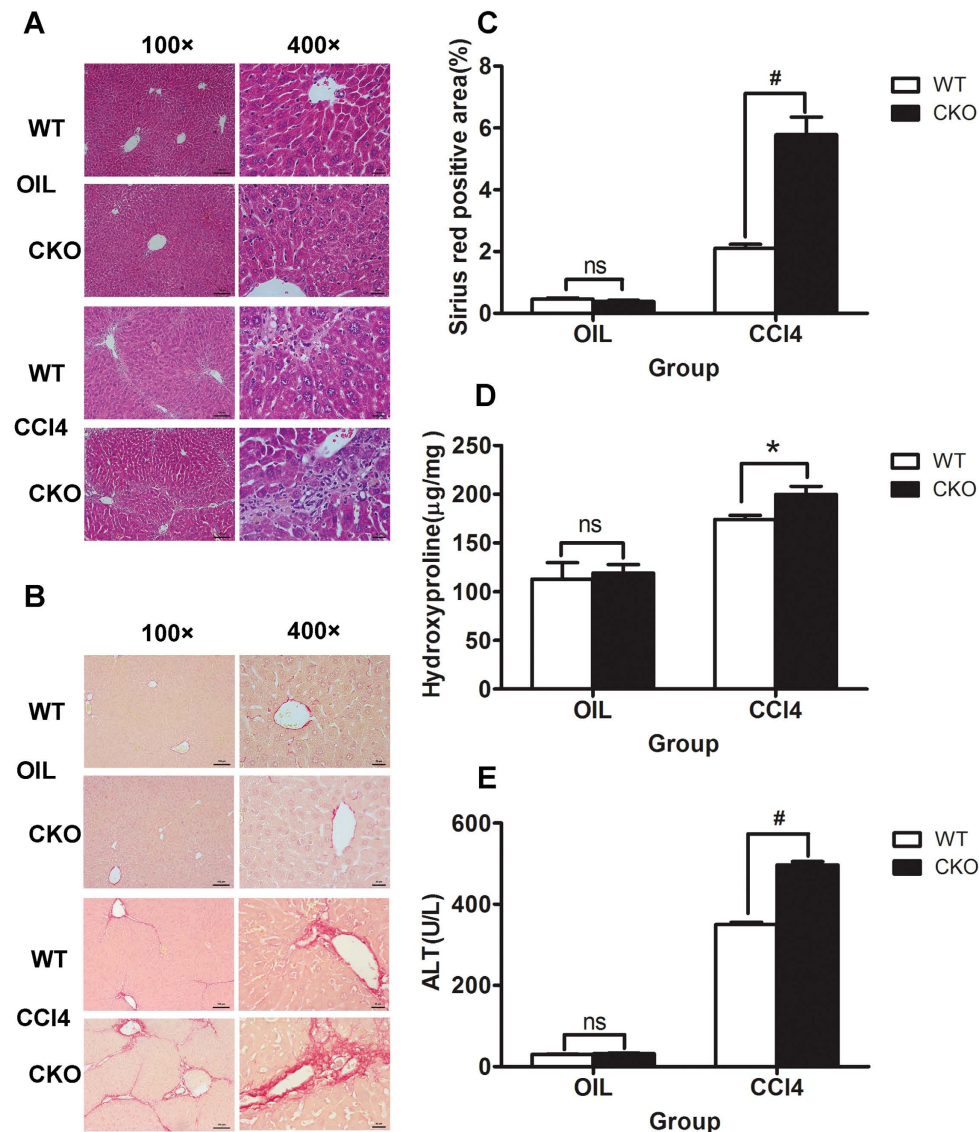 A
100× 400×
WT
OIL
CKO
WT
CCl4
CKO
B
100× 400×
WT
OIL
CKO
WT
CCl4
CKO
C
Sirius red positive area(%)
8
6
4
2
0
ns
#
OIL CCl4
Group
WT
CKO
D
Hydroxyproline(μg/mg )
250
200
150
100
50
0
ns
*
OIL CCl4
Group
WT
CKO
E
ALT(U/L)
600
400
200
0
ns
#
OIL CCl4
Group
WT
CKO